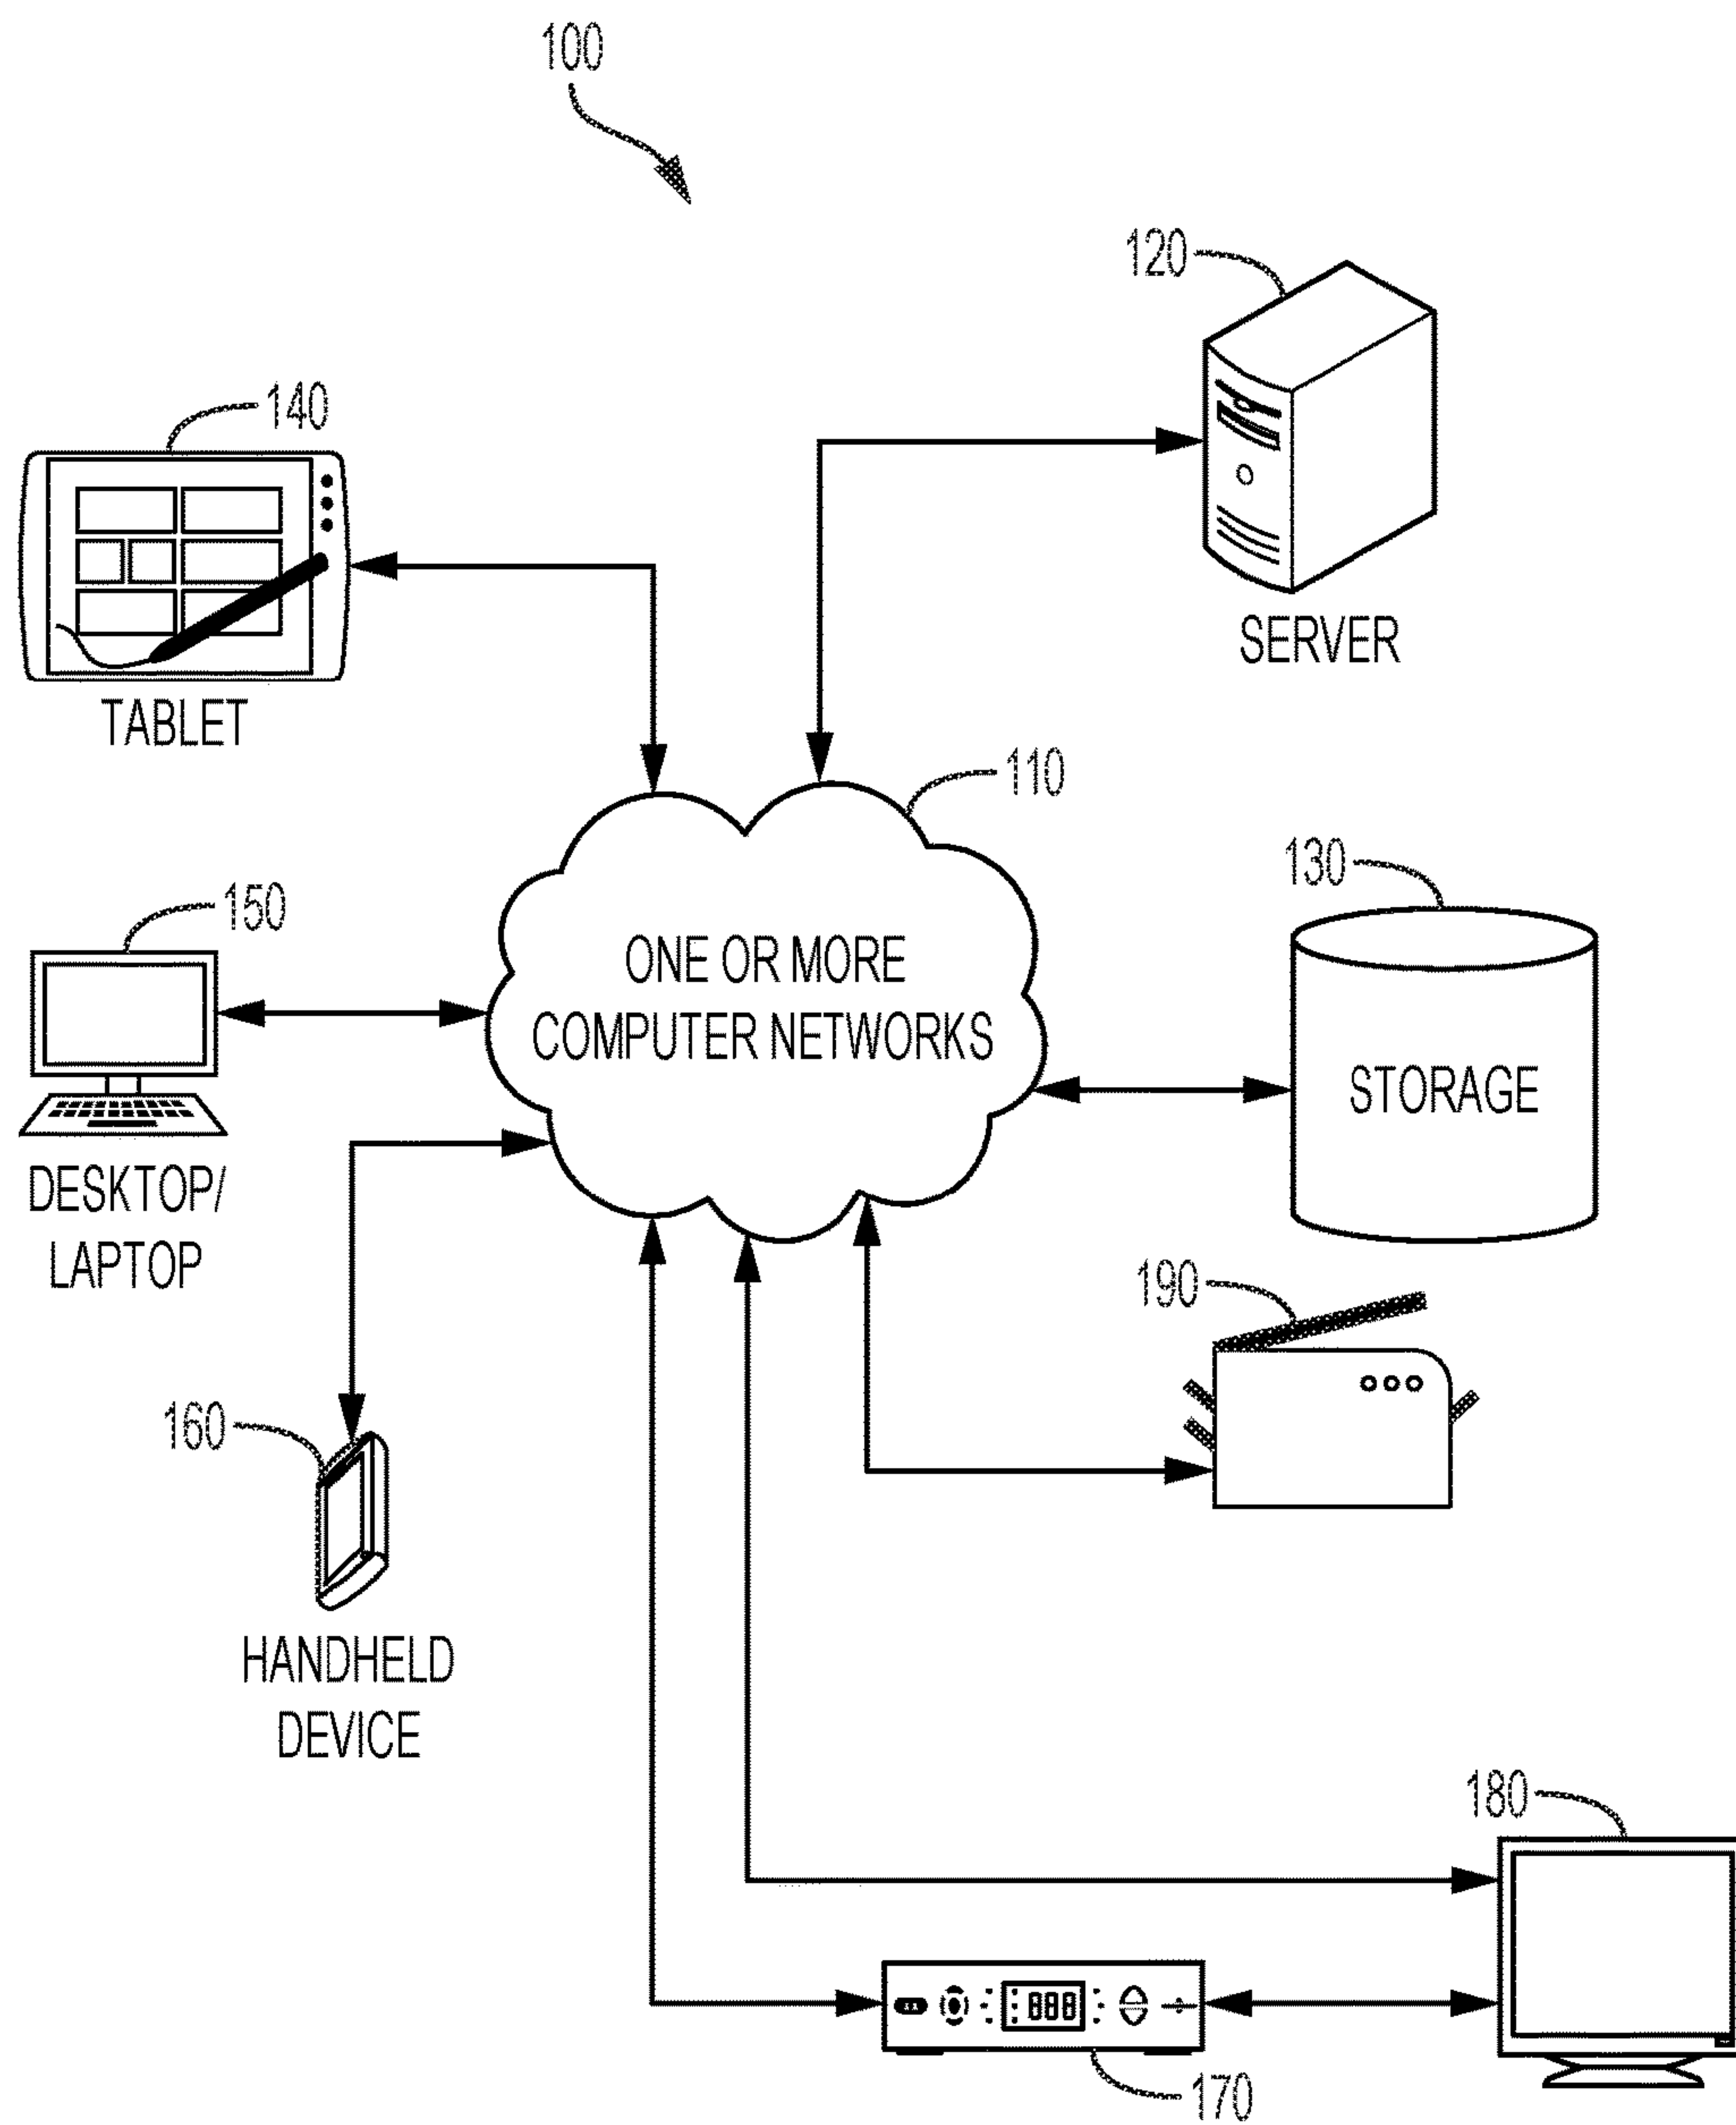 100
120
SERVER
140
TABLET
110
ONE OR MORE
COMPUTER NETWORKS
130
STORAGE
150
DESKTOP/
LAPTOP
190
160
HANDHELD
DEVICE
180
888
170